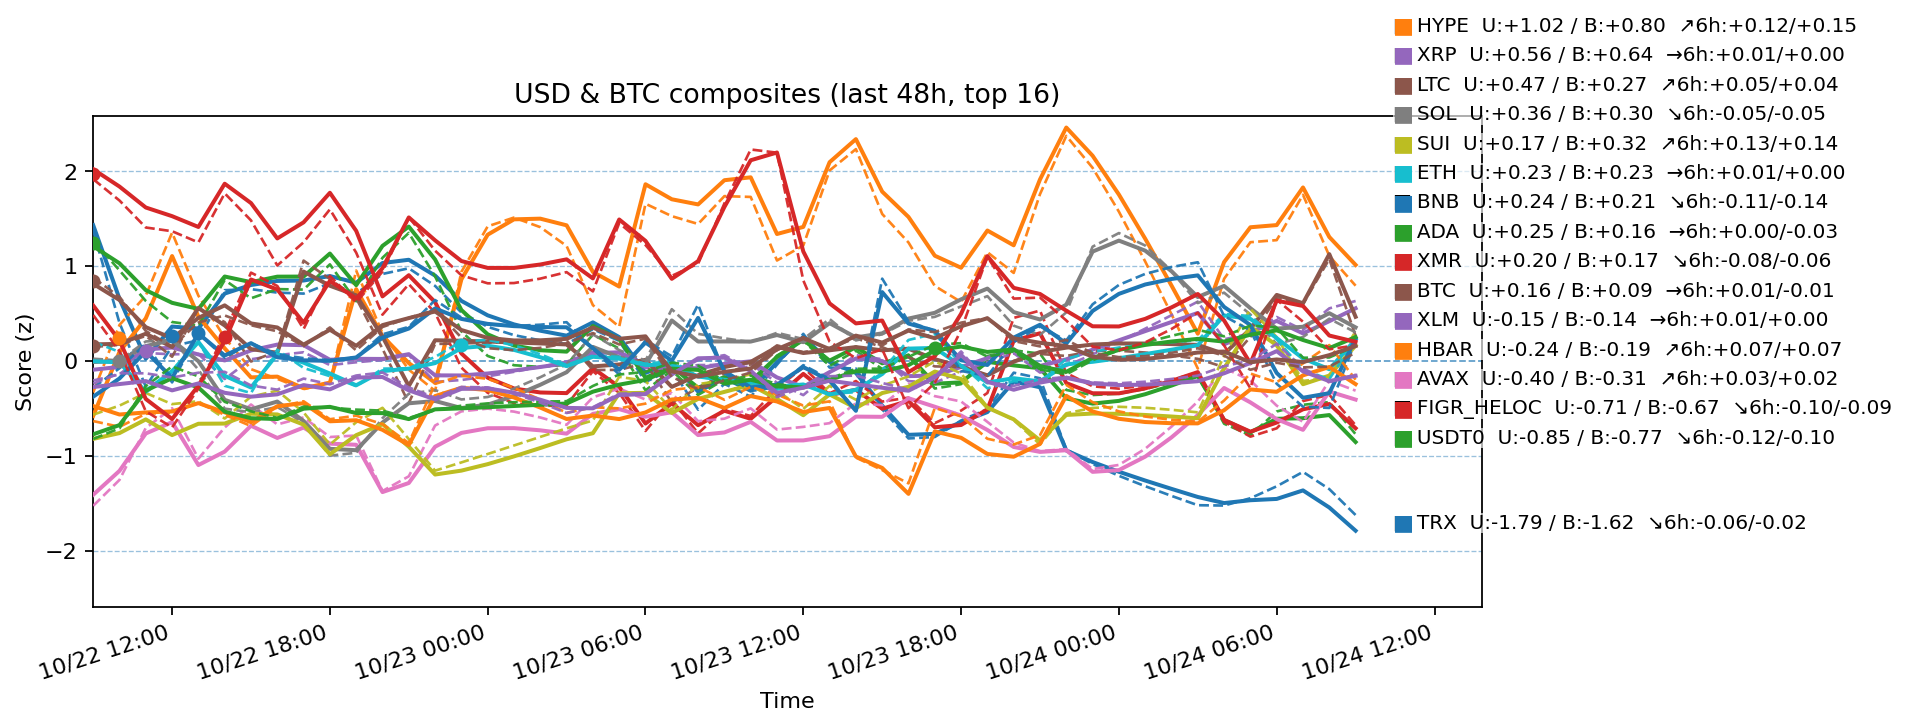 USD & BTC composites (last 48h, top 16)
HYPE U:+1.02 / B:+0.80 ↗6h:+0.12/+0.15
XRP U:+0.56 / B:+0.64 →6h:+0.01/+0.00
LTC U:+0.47 / B:+0.27 ↗6h:+0.05/+0.04
SOL U:+0.36 / B:+0.30 ↘6h:-0.05/-0.05
SUI U:+0.17 / B:+0.32 ↗6h:+0.13/+0.14
ETH U:+0.23 / B:+0.23 →6h:+0.01/+0.00
BNB U:+0.24 / B:+0.21 ↘6h:-0.11/-0.14
ADA U:+0.25 / B:+0.16 →6h:+0.00/-0.03
XMR U:+0.20 / B:+0.17 ↘6h:-0.08/-0.06
BTC U:+0.16 / B:+0.09 →6h:+0.01/-0.01
XLM U:-0.15 / B:-0.14 →6h:+0.01/+0.00
HBAR U:-0.24 / B:-0.19 ↗6h:+0.07/+0.07
AVAX U:-0.40 / B:-0.31 ↗6h:+0.03/+0.02
FIGR_HELOC U:-0.71 / B:-0.67 ↘6h:-0.10/-0.09
USDT0 U:-0.85 / B:-0.77 ↘6h:-0.12/-0.10
TRX U:-1.79 / B:-1.62 ↘6h:-0.06/-0.02
Score (z)
2
1
0
−1
−2
10/22 12:00
10/22 18:00
10/23 00:00
10/23 06:00
10/23 12:00
10/23 18:00
10/24 00:00
10/24 06:00
10/24 12:00
Time